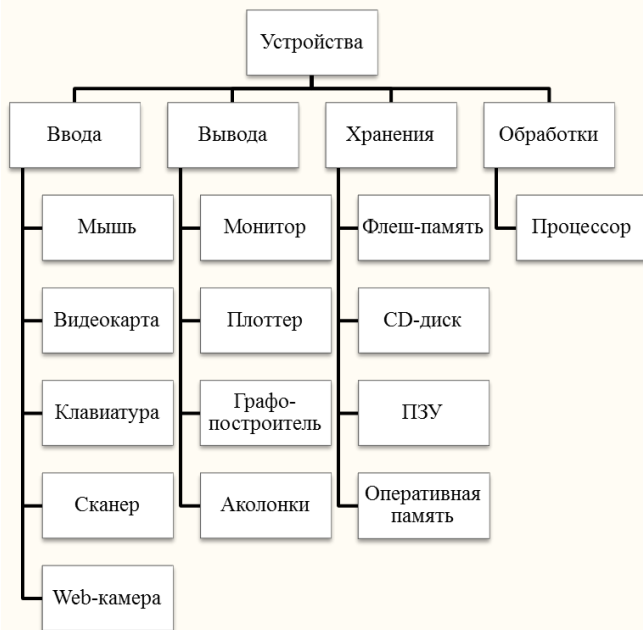 Устройства
Ввода
Вывода
Хранения
Обработки
Мышь
Монитор
Флеш-память
Процессор
Видеокарта
Плоттер
CD-диск
Клавиатура
Графо-
построитель
ПЗУ
Сканер
Аколонки
Оперативная
память
Web-камера